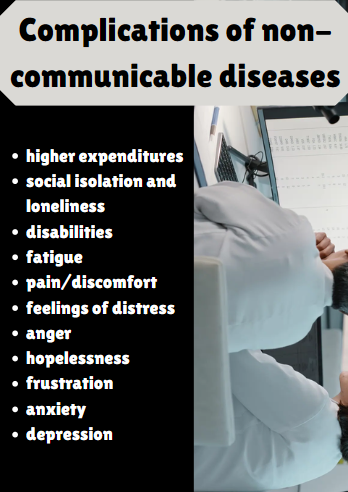 Complications of non-
communicable diseases
• higher expenditures
• social isolation and
loneliness
• disabilities
• fatigue
• pain/discomfort
• feelings of distress
• anger
• hopelessness
• frustration
• anxiety
• depression